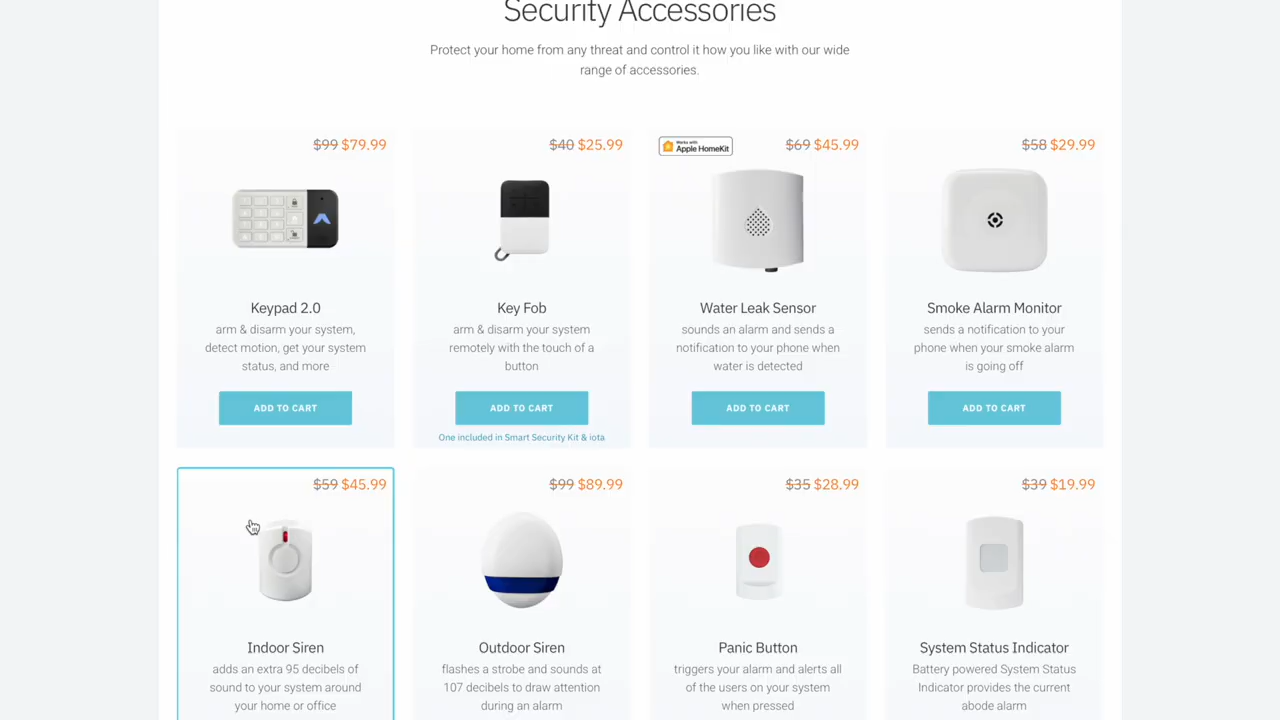 Security Accessories
Protect your home from any threat and control it how you like with our wide
range of accessories.
$99 $79.99
Keypad 2.0
arm & disarm your system,
detect motion, get your system
status, and more
ADD TO CART
$40 $25.99
Key Fob
arm & disarm your system
remotely with the touch of a
button
ADD TO CART
One included in Smart Security Kit & iota
Works with
Apple HomeKit
$69 $45.99
Water Leak Sensor
sounds an alarm and sends a
notification to your phone when
water is detected
ADD TO CART
$58 $29.99
Smoke Alarm Monitor
sends a notification to your
phone when your smoke alarm
is going off
ADD TO CART
$59 $45.99
Indoor Siren
adds an extra 95 decibels of
sound to your system around
your home or office
$99 $89.99
Outdoor Siren
flashes a strobe and sounds at
107 decibels to draw attention
during an alarm
$35 $28.99
Panic Button
triggers your alarm and alerts all
of the users on your system
when pressed
$39 $19.99
System Status Indicator
Battery powered System Status
Indicator provides the current
abode alarm